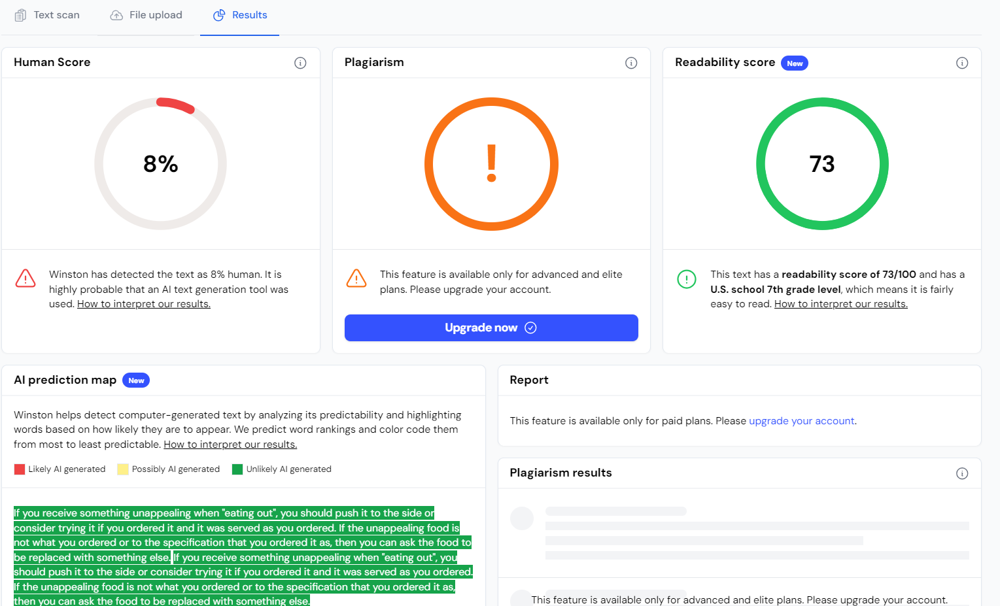 Text scan
File upload
Results
Human Score
8%
Winston has detected the text as 8% human. It is
highly probable that an AI text generation tool was
used. How to interpret our results.
Plagiarism
!
This feature is available only for advanced and elite
plans. Please upgrade your account.
Upgrade now
Readability score New
73
This text has a readability score of 73/100 and has a
U.S. school 7th grade level, which means it is fairly
easy to read. How to interpret our results.
AI prediction map New
Winston helps detect computer-generated text by analyzing its predictability and highlighting
words based on how likely they are to appear. We predict word rankings and color code them
from most to least predictable. How to interpret our results.
Likely AI generated
Possibly AI generated
Unlikely AI generated
If you receive something unappealing when "eating out", you should push it to the side or
consider trying it if you ordered it and it was served as you ordered. If the unappealing food is
not what you ordered or to the specification that you ordered it as, then you can ask the food to
be replaced with something else. If you receive something unappealing when "eating out", you
should push it to the side or consider trying it if you ordered it and it was served as you ordered.
If the unappealing food is not what you ordered or to the specification that you ordered it as,
then you can ask the food to be replaced with something else.
Report
This feature is available only for paid plans. Please upgrade your account.
Plagiarism results
This feature is available only for advanced and elite plans. Please upgrade your account.